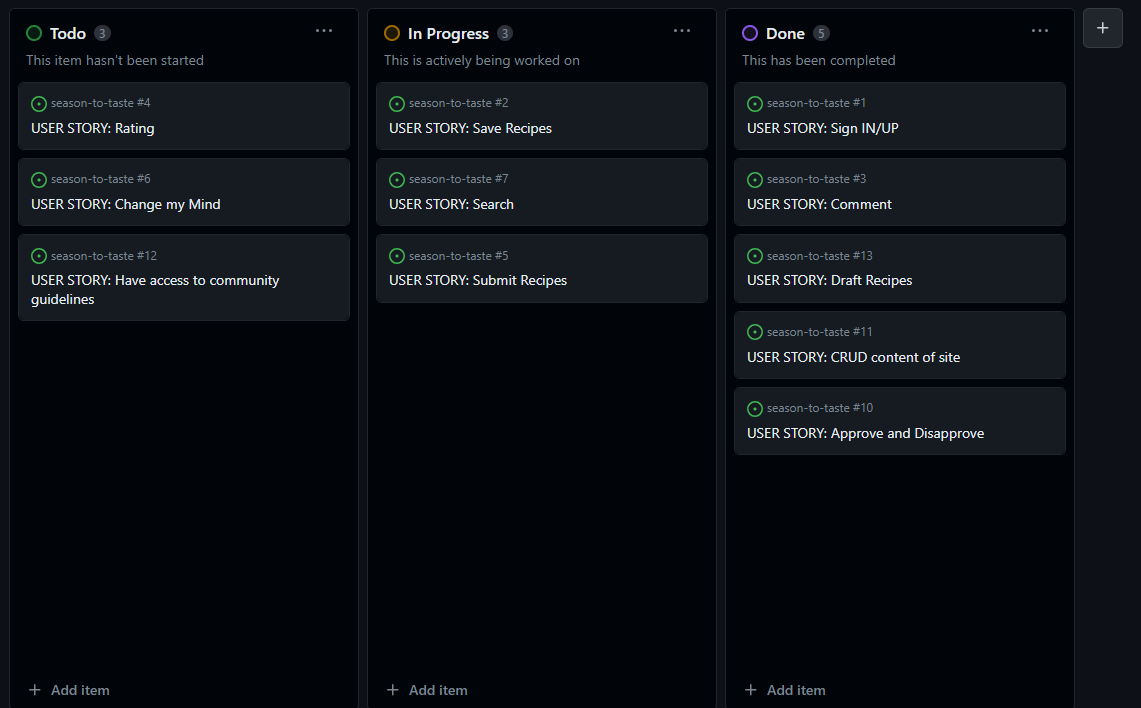 Todo 3
This item hasn't been started
season-to-taste #4
USER STORY: Rating
season-to-taste #6
USER STORY: Change my Mind
season-to-taste #12
USER STORY: Have access to community
guidelines
+ Add item
In Progress 3
This is actively being worked on
season-to-taste #2
USER STORY: Save Recipes
season-to-taste #7
USER STORY: Search
season-to-taste #5
USER STORY: Submit Recipes
+ Add item
Done 5
This has been completed
season-to-taste #1
USER STORY: Sign IN/UP
season-to-taste #3
USER STORY: Comment
season-to-taste #13
USER STORY: Draft Recipes
season-to-taste #11
USER STORY: CRUD content of site
season-to-taste #10
USER STORY: Approve and Disapprove
+ Add item